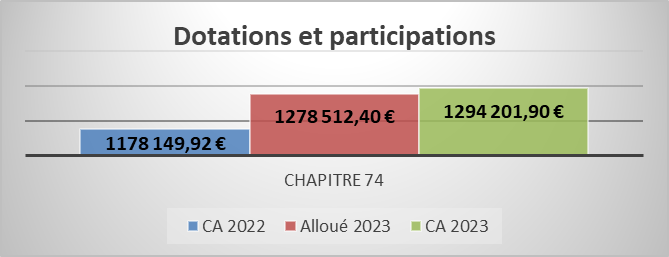 Dotations et participations
1178 149,92 €
1278 512,40 €
1294 201,90 €
CHAPITRE 74
CA 2022
Alloué 2023
CA 2023